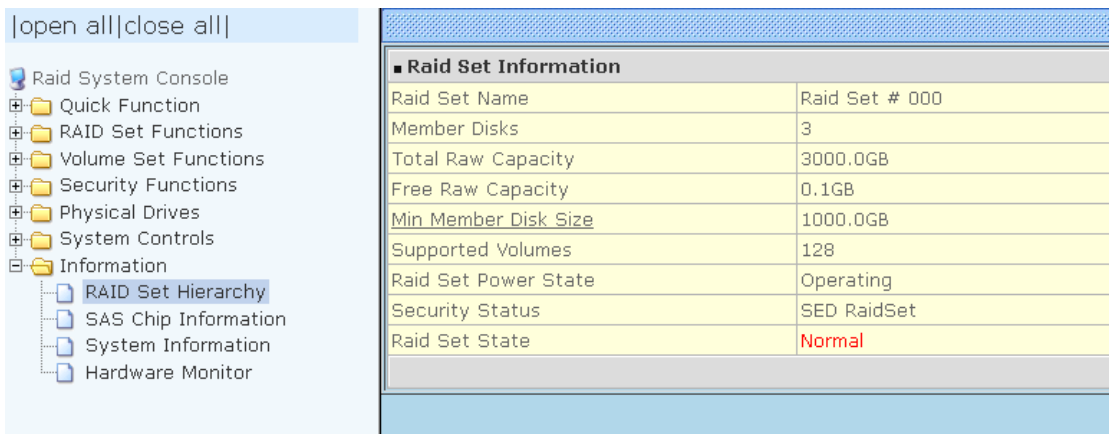 |open all|close all|
Raid System Console
Quick Function
RAID Set Functions
Volume Set Functions
Security Functions
Physical Drives
System Controls
Information
RAID Set Hierarchy
SAS Chip Information
System Information
Hardware Monitor
Raid Set Information
Raid Set Name Raid Set # 000
Member Disks 3
Total Raw Capacity 3000.0GB
Free Raw Capacity 0.1GB
Min Member Disk Size 1000.0GB
Supported Volumes 128
Raid Set Power State Operating
Security Status SED RaidSet
Raid Set State Normal